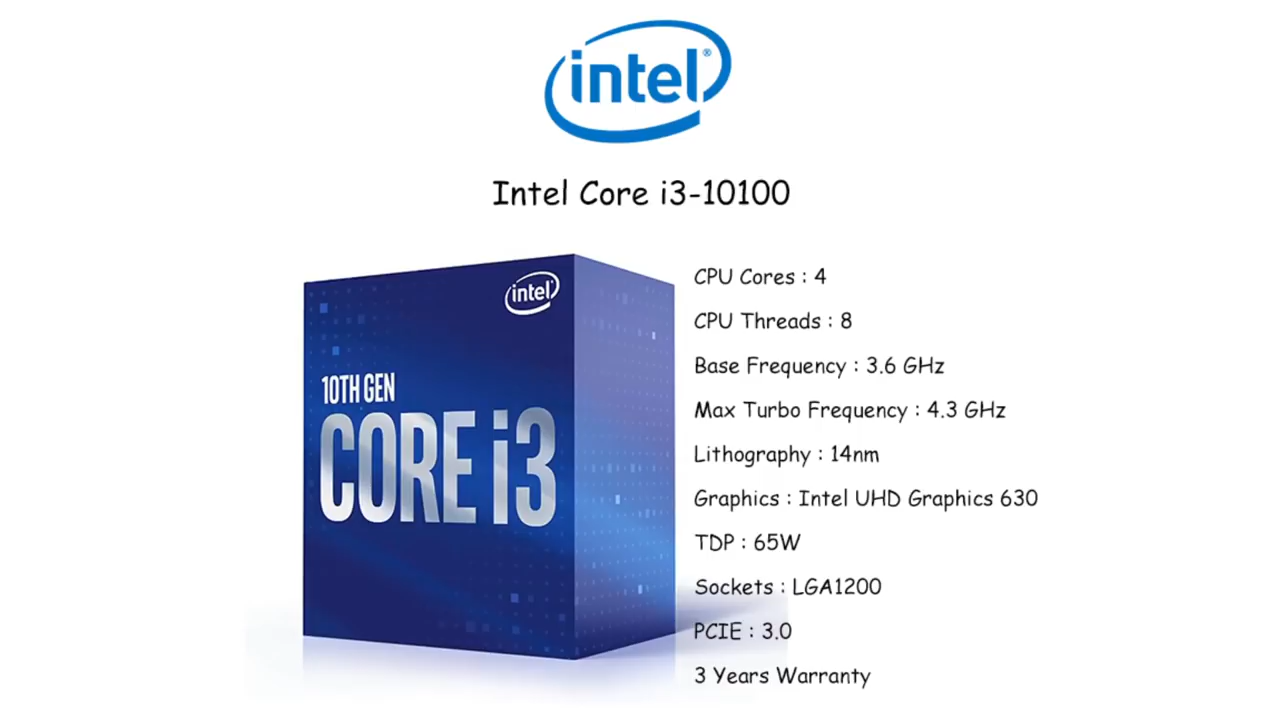 intel®
Intel Core i3-10100
intel
10TH GEN
CORE i3
CPU Cores : 4
CPU Threads : 8
Base Frequency : 3.6 GHz
Max Turbo Frequency : 4.3 GHz
Lithography : 14nm
Graphics : Intel UHD Graphics 630
TDP : 65W
Sockets : LGA1200
PCIE : 3.0
3 Years Warranty